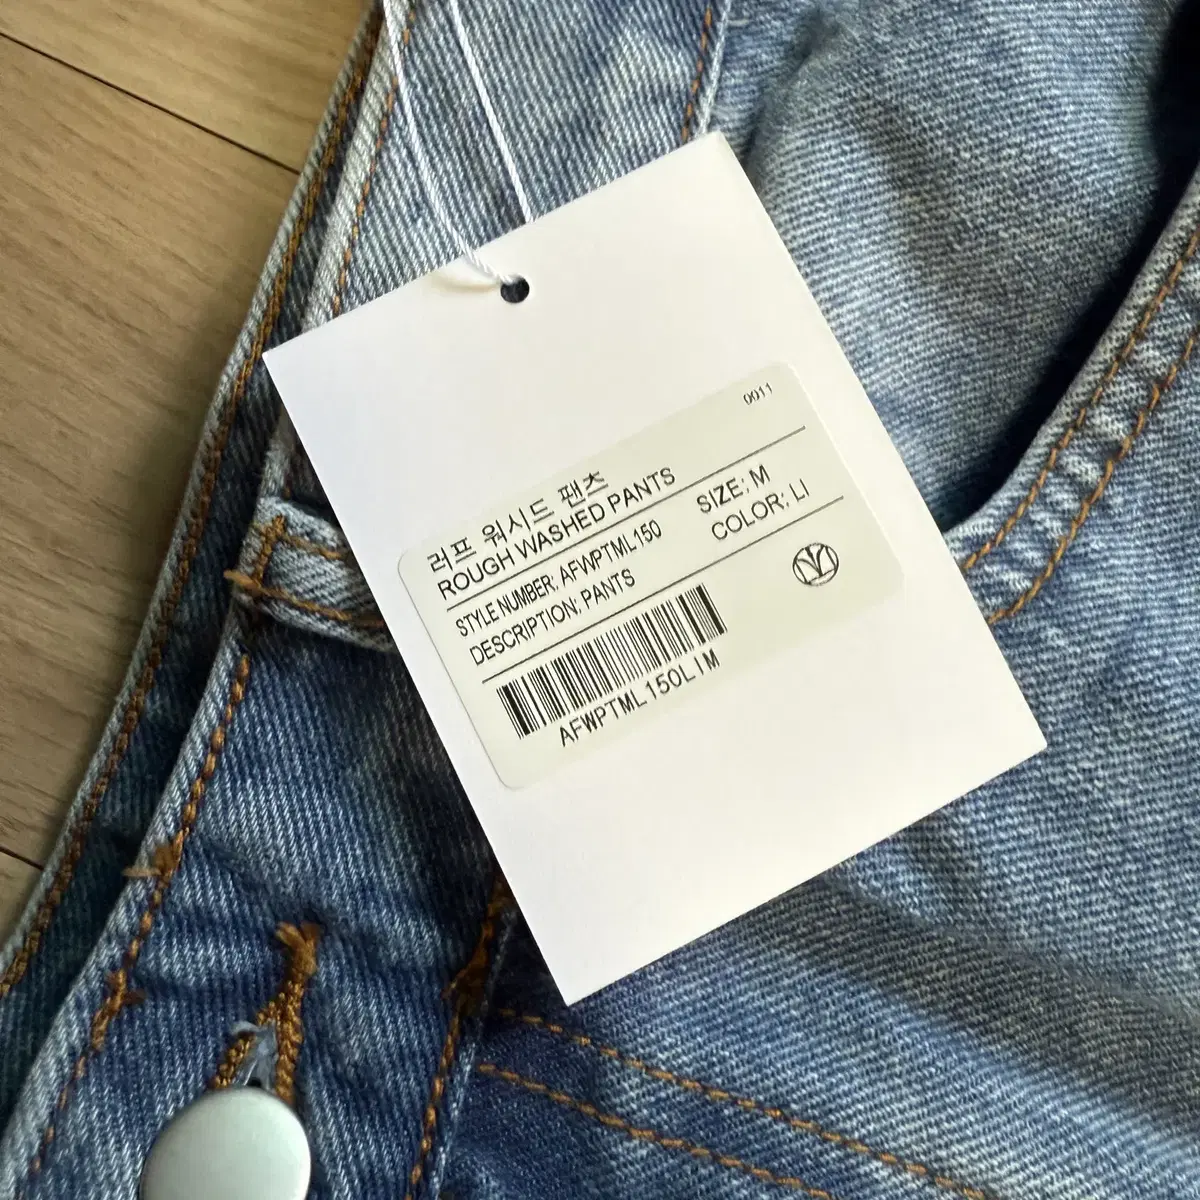 0011
러프 워시드 팬츠
ROUGH WASHED PANTS
STYLE NUMBER: AFWPTML150 SIZE: M
DESCRIPTION: PANTS COLOR: LI
AFWPTML150LIM